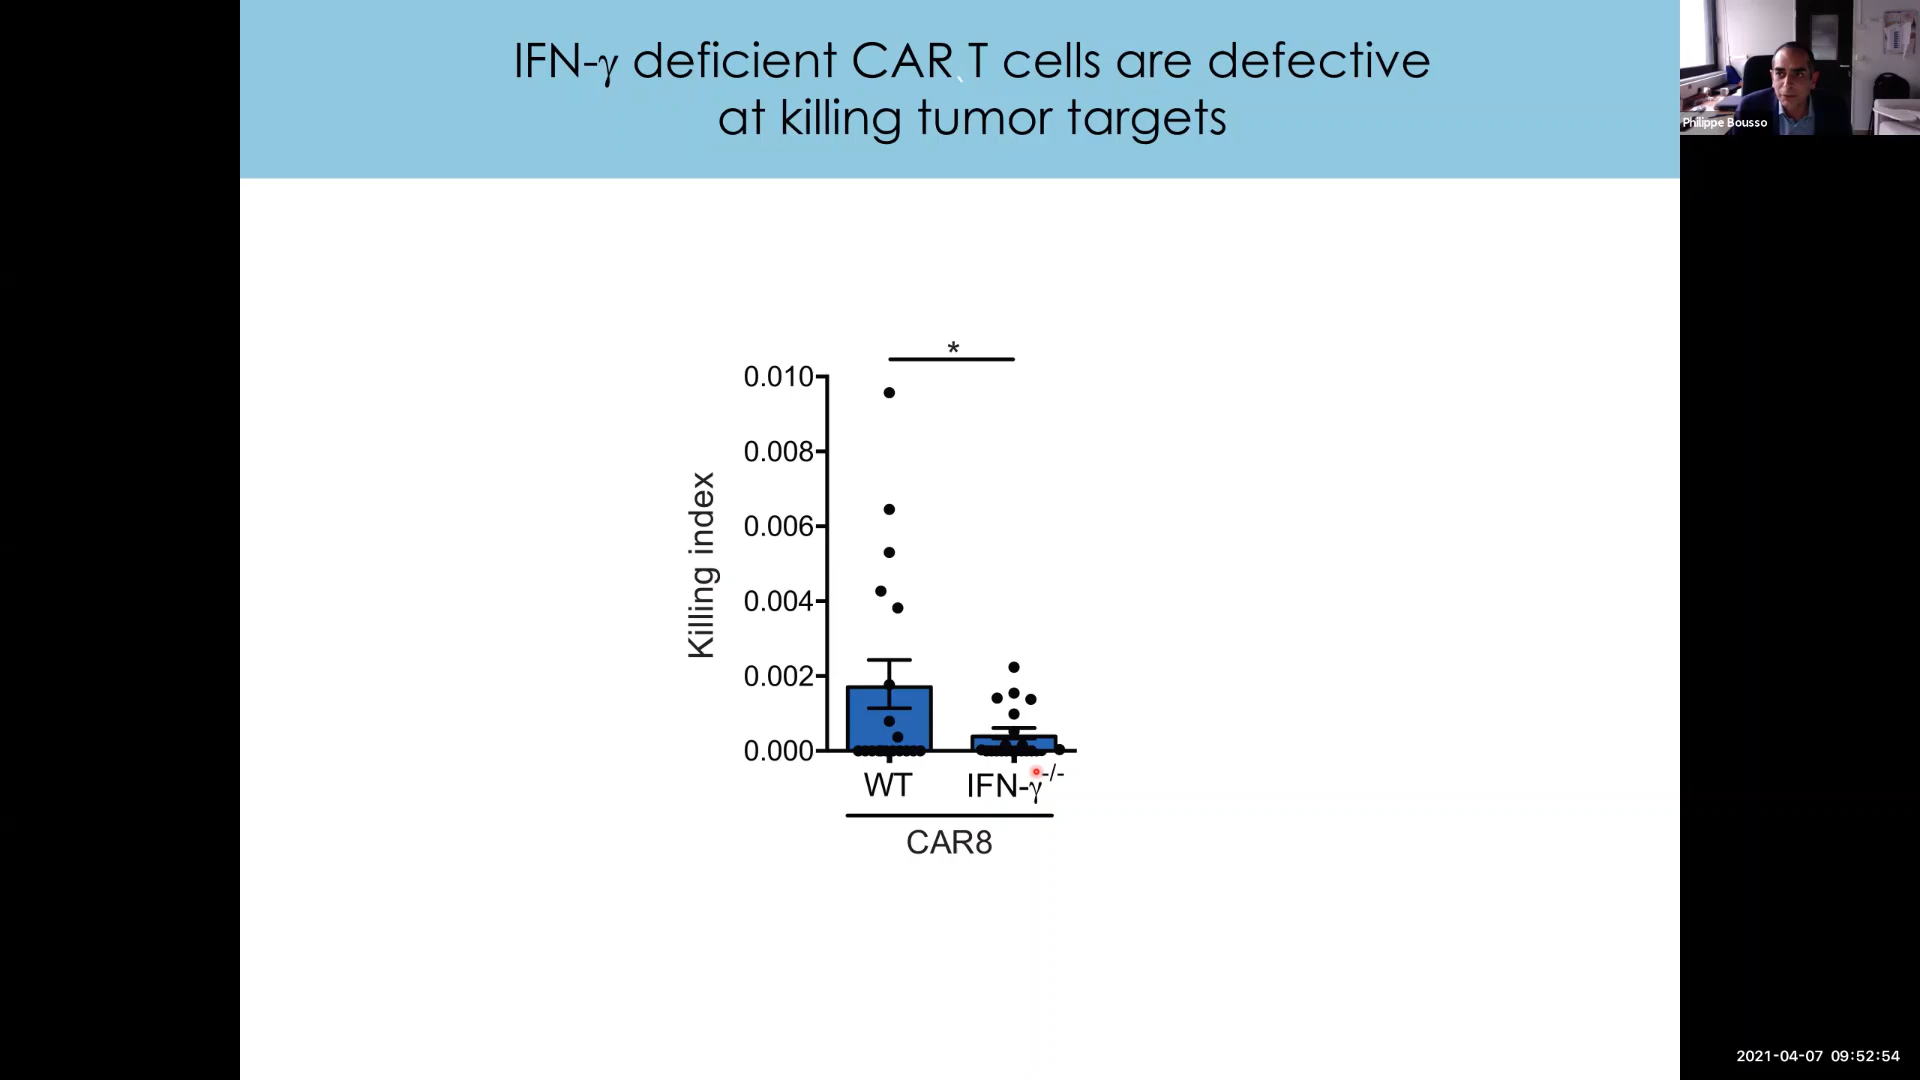 IFN-γ deficient CAR T cells are defective
at killing tumor targets
Philippe Bousso
*
0.010
0.008
0.006
0.004
0.002
0.000
Killing index
WT IFN-γ-/-
CAR8
2021-04-07 09:52:54